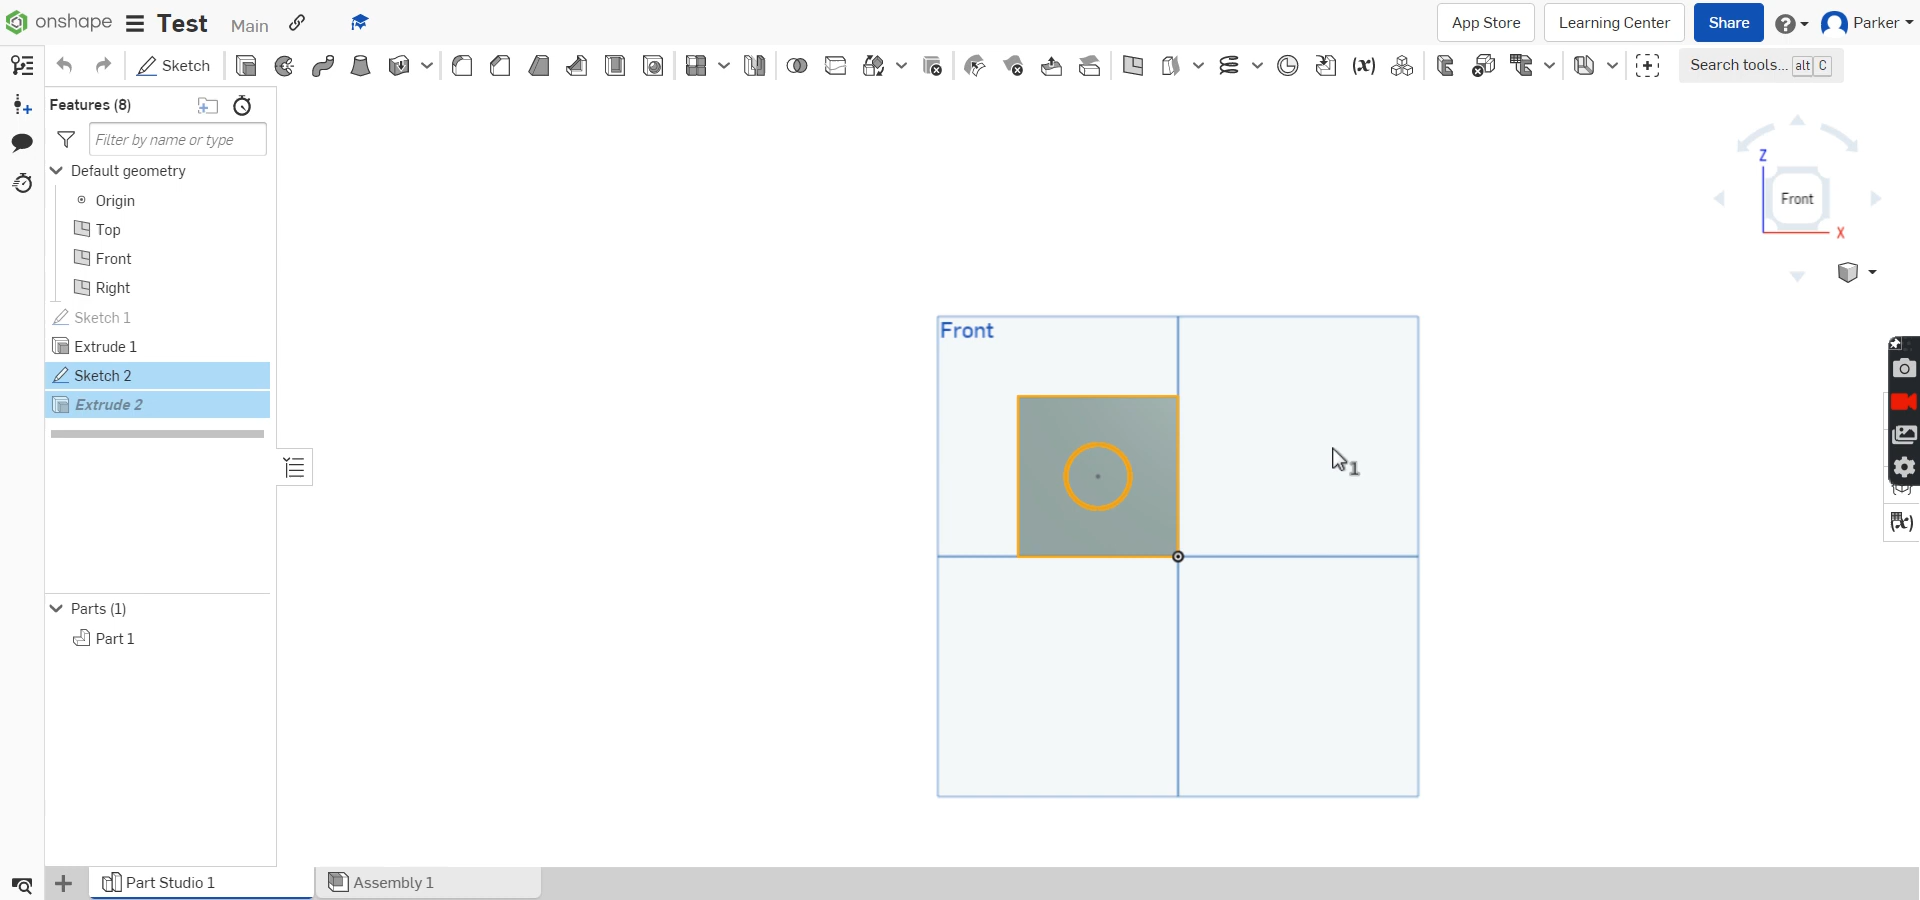 onshape Test Main App Store Learning Center Share Parker
Sketch (x) Search tools... alt C
Features (8)
Filter by name or type
Default geometry
Origin
Top
Front
Right
Sketch 1
Extrude 1
Sketch 2
Extrude 2
Parts (1)
Part 1
Front
Z
Front
X
1
(x)
Part Studio 1 Assembly 1